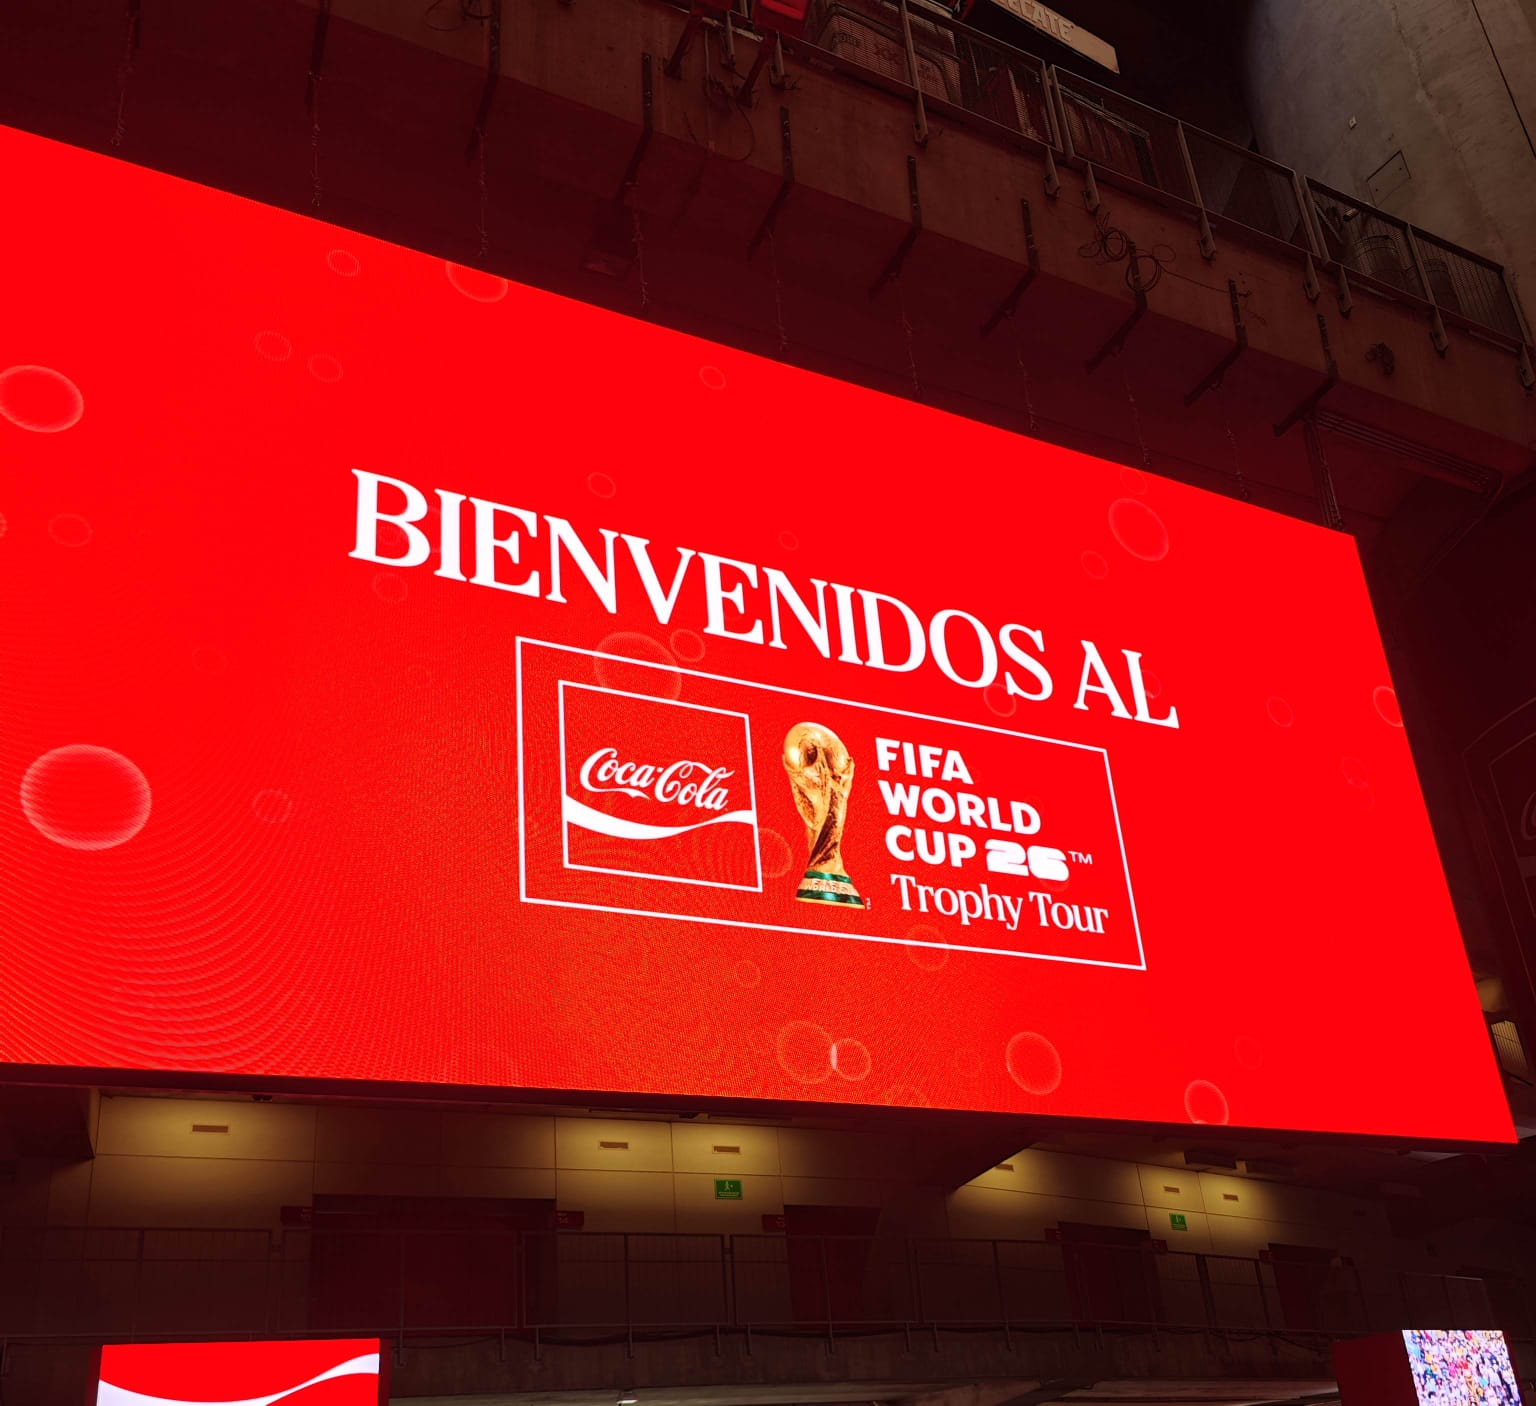 BIENVENIDOS AL
Coca-Cola
FIFA
WORLD
CUP 26™
Trophy Tour